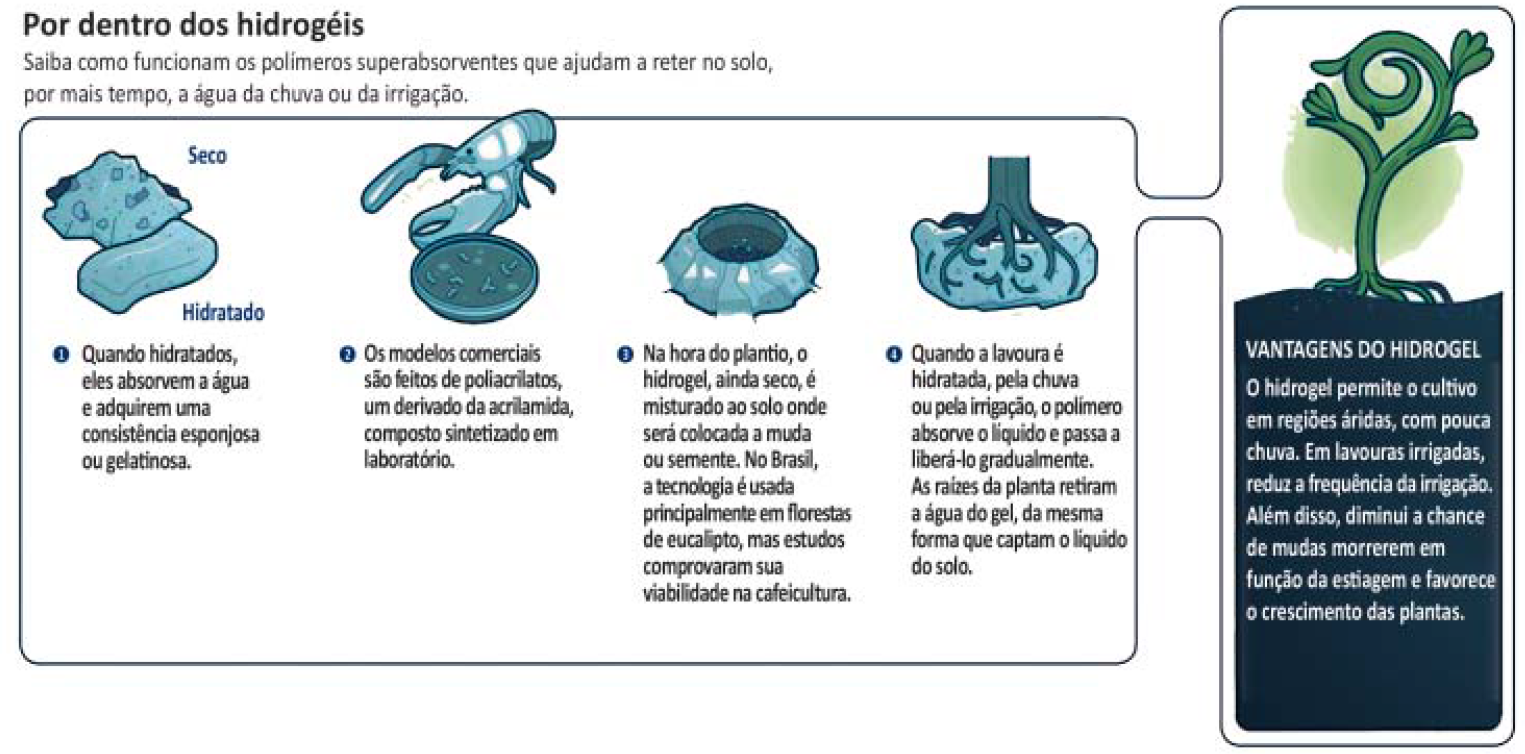 Por dentro dos hidrogéis
Saiba como funcionam os polímeros superabsorventes que ajudam a reter no solo,
por mais tempo, a água da chuva ou da irrigação.
Seco
Hidratado
1 Quando hidratados,
eles absorvem a água
e adquirem uma
consistência esponjosa
ou gelatinosa.
2 Os modelos comerciais
são feitos de poliacrilatos,
um derivado da acrilamida,
composto sintetizado em
laboratório.
3 Na hora do plantio, o
hidrogel, ainda seco, é
misturado ao solo onde
será colocada a muda
ou semente. No Brasil,
a tecnologia é usada
principalmente em florestas
de eucalipto, mas estudos
comprovaram sua
viabilidade na cafeicultura.
4 Quando a lavoura é
hidratada, pela chuva
ou pela irrigação, o polímero
absorve o líquido e passa a
liberá-lo gradualmente.
As raízes da planta retiram
a água do gel, da mesma
forma que captam o líquido
do solo.
VANTAGENS DO HIDROGEL
O hidrogel permite o cultivo
em regiões áridas, com pouca
chuva. Em lavouras irrigadas,
reduz a frequência da irrigação.
Além disso, diminui a chance
de mudas morrerem em
função da estiagem e favorece
o crescimento das plantas.